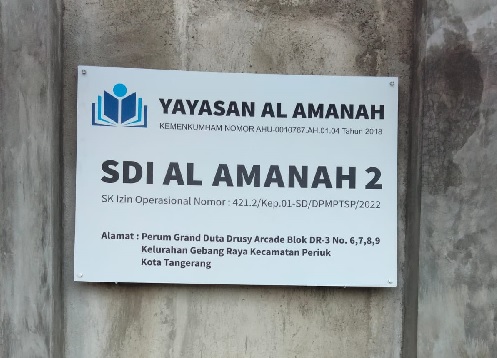 YAYASAN AL AMANAH
KEMENKUMHAM NOMOR AHU-0010787.AH.01.04 Tahun 2018
SDI AL AMANAH 2
SK Izin Operasional Nomor : 421.2/Kep.01-SD/DPMPTSP/2022
Alamat : Perum Grand Duta Drusy Arcade Blok DR-3 No. 6,7,8,9
Kelurahan Gebang Raya Kecamatan Periuk
Kota Tangerang